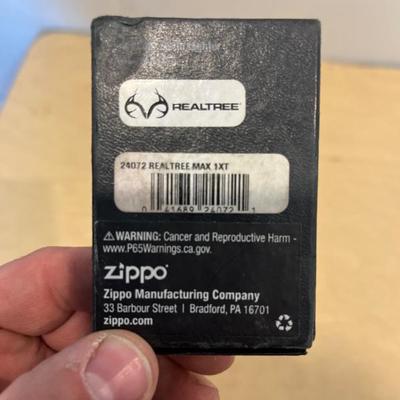 REALTREE
24072 REALTREE MAX 1XT
0 41689 24072 1
⚠WARNING: Cancer and Reproductive Harm -
www.P65Warnings.ca.gov.
zippo
Zippo Manufacturing Company
33 Barbour Street | Bradford, PA 16701
zippo.com